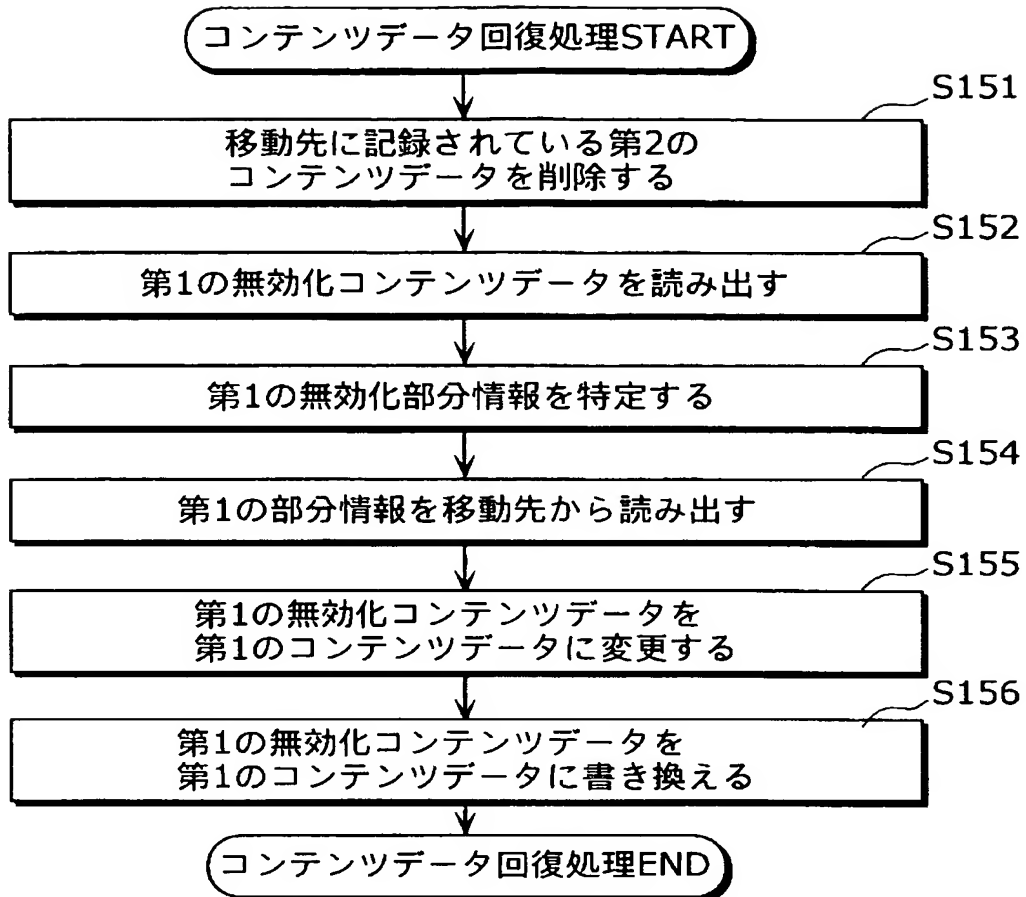 コンテンツデータ回復処理START
S151
移動先に記録されている第2の
コンテンツデータを削除する
S152
第1の無効化コンテンツデータを読み出す
S153
第1の無効化部分情報を特定する
S154
第1の部分情報を移動先から読み出す
S155
第1の無効化コンテンツデータを
第1のコンテンツデータに変更する
S156
第1の無効化コンテンツデータを
第1のコンテンツデータに書き換える
コンテンツデータ回復処理END